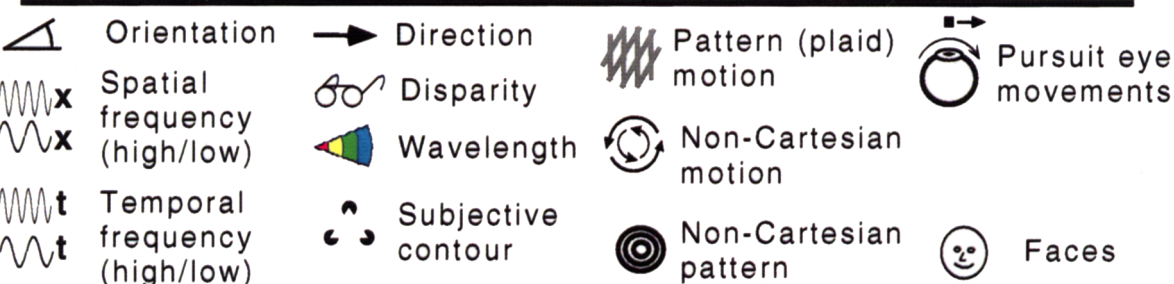 Orientation
x
x
Spatial
frequency
(high/low)
t
t
Temporal
frequency
(high/low)
Direction
Disparity
Wavelength
Subjective
contour
Pattern (plaid)
motion
Non-Cartesian
motion
Non-Cartesian
pattern
Pursuit eye
movements
Faces